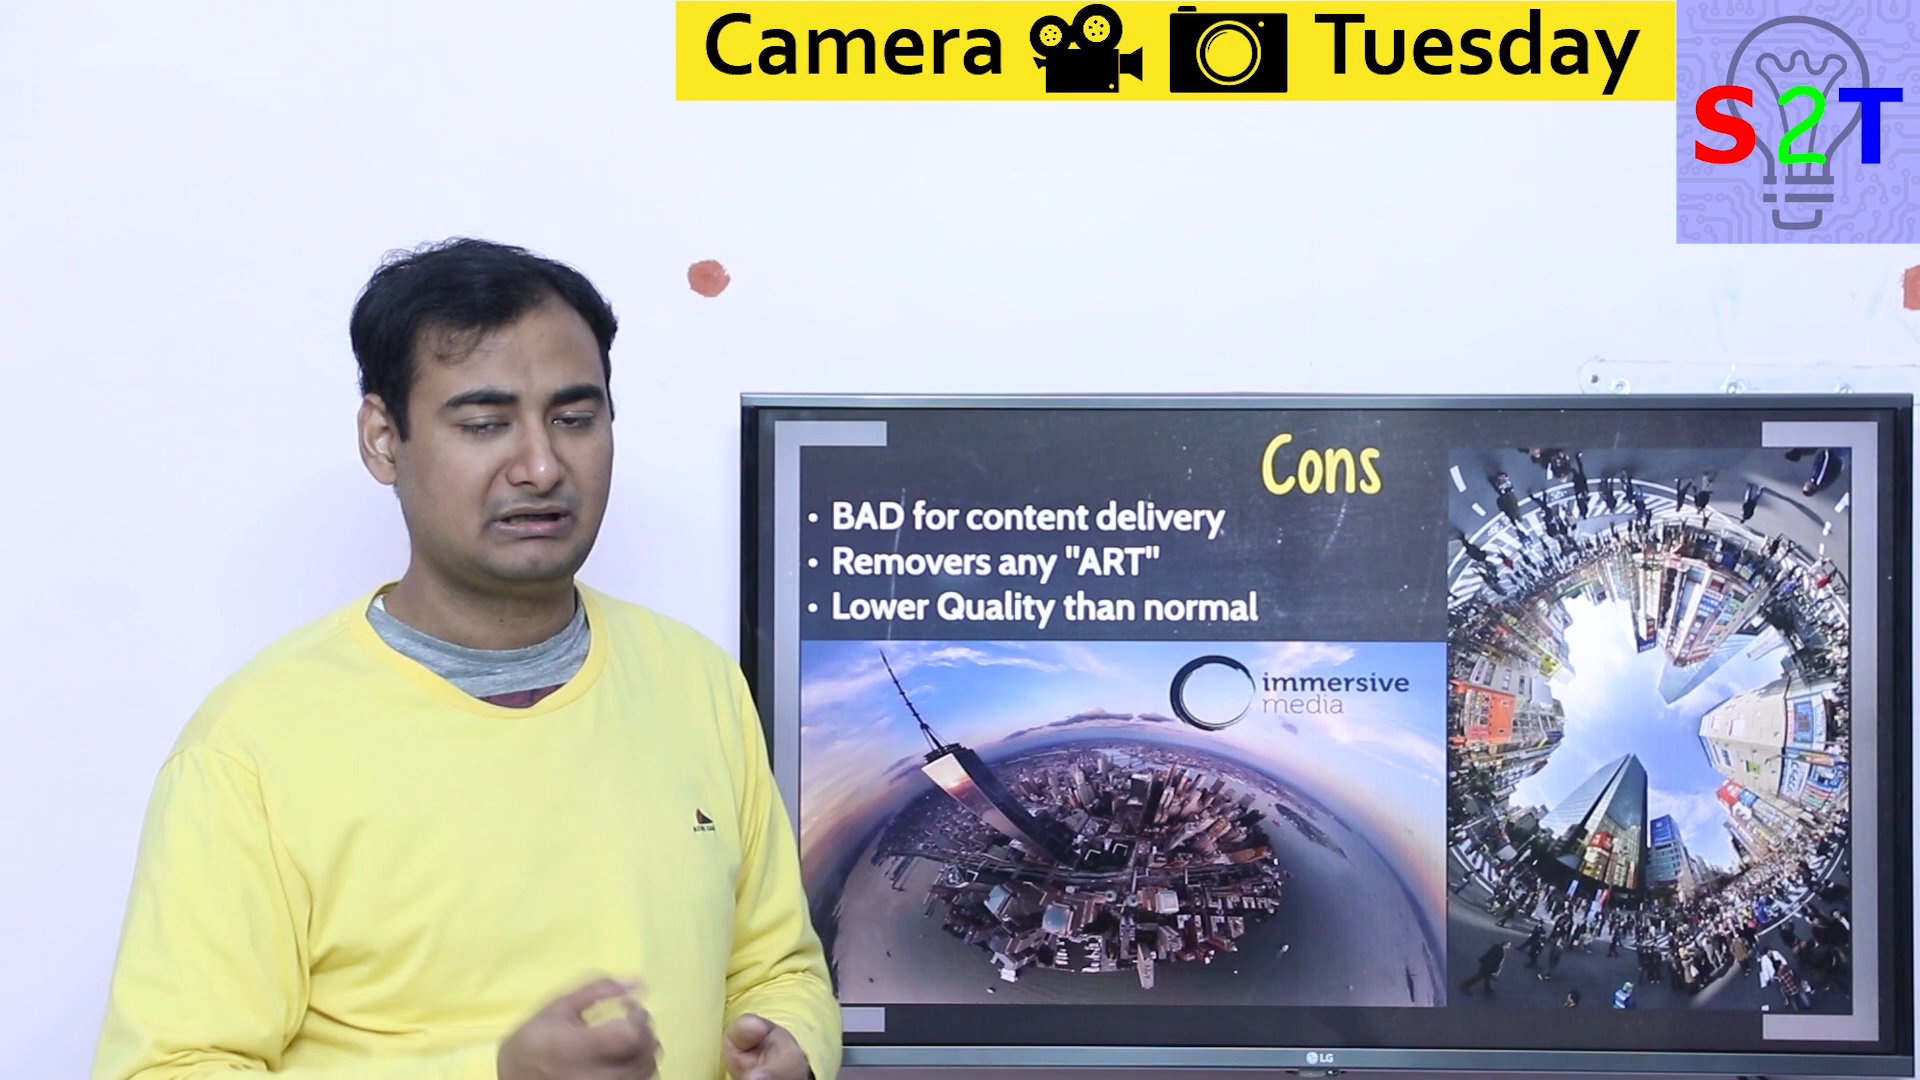 Camera Tuesday
S2T
Cons
• BAD for content delivery
• Removers any "ART"
• Lower Quality than normal
immersive
media
LG